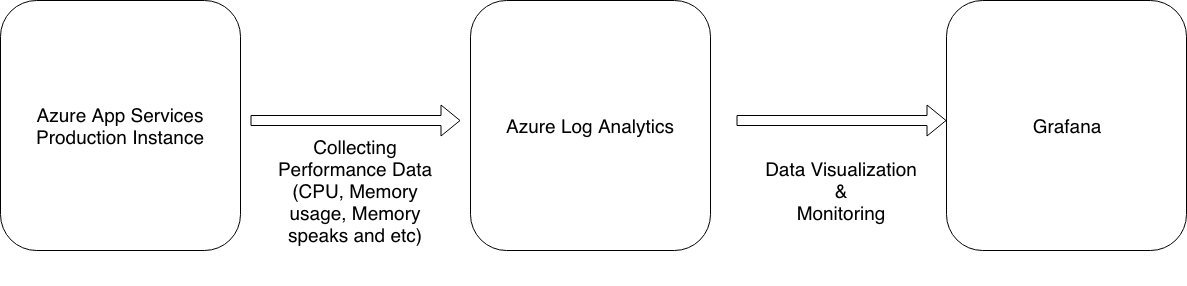 Azure App Services
Production Instance
Collecting
Performance Data
(CPU, Memory
usage, Memory
speaks and etc)
Azure Log Analytics
Data Visualization
&
Monitoring
Grafana